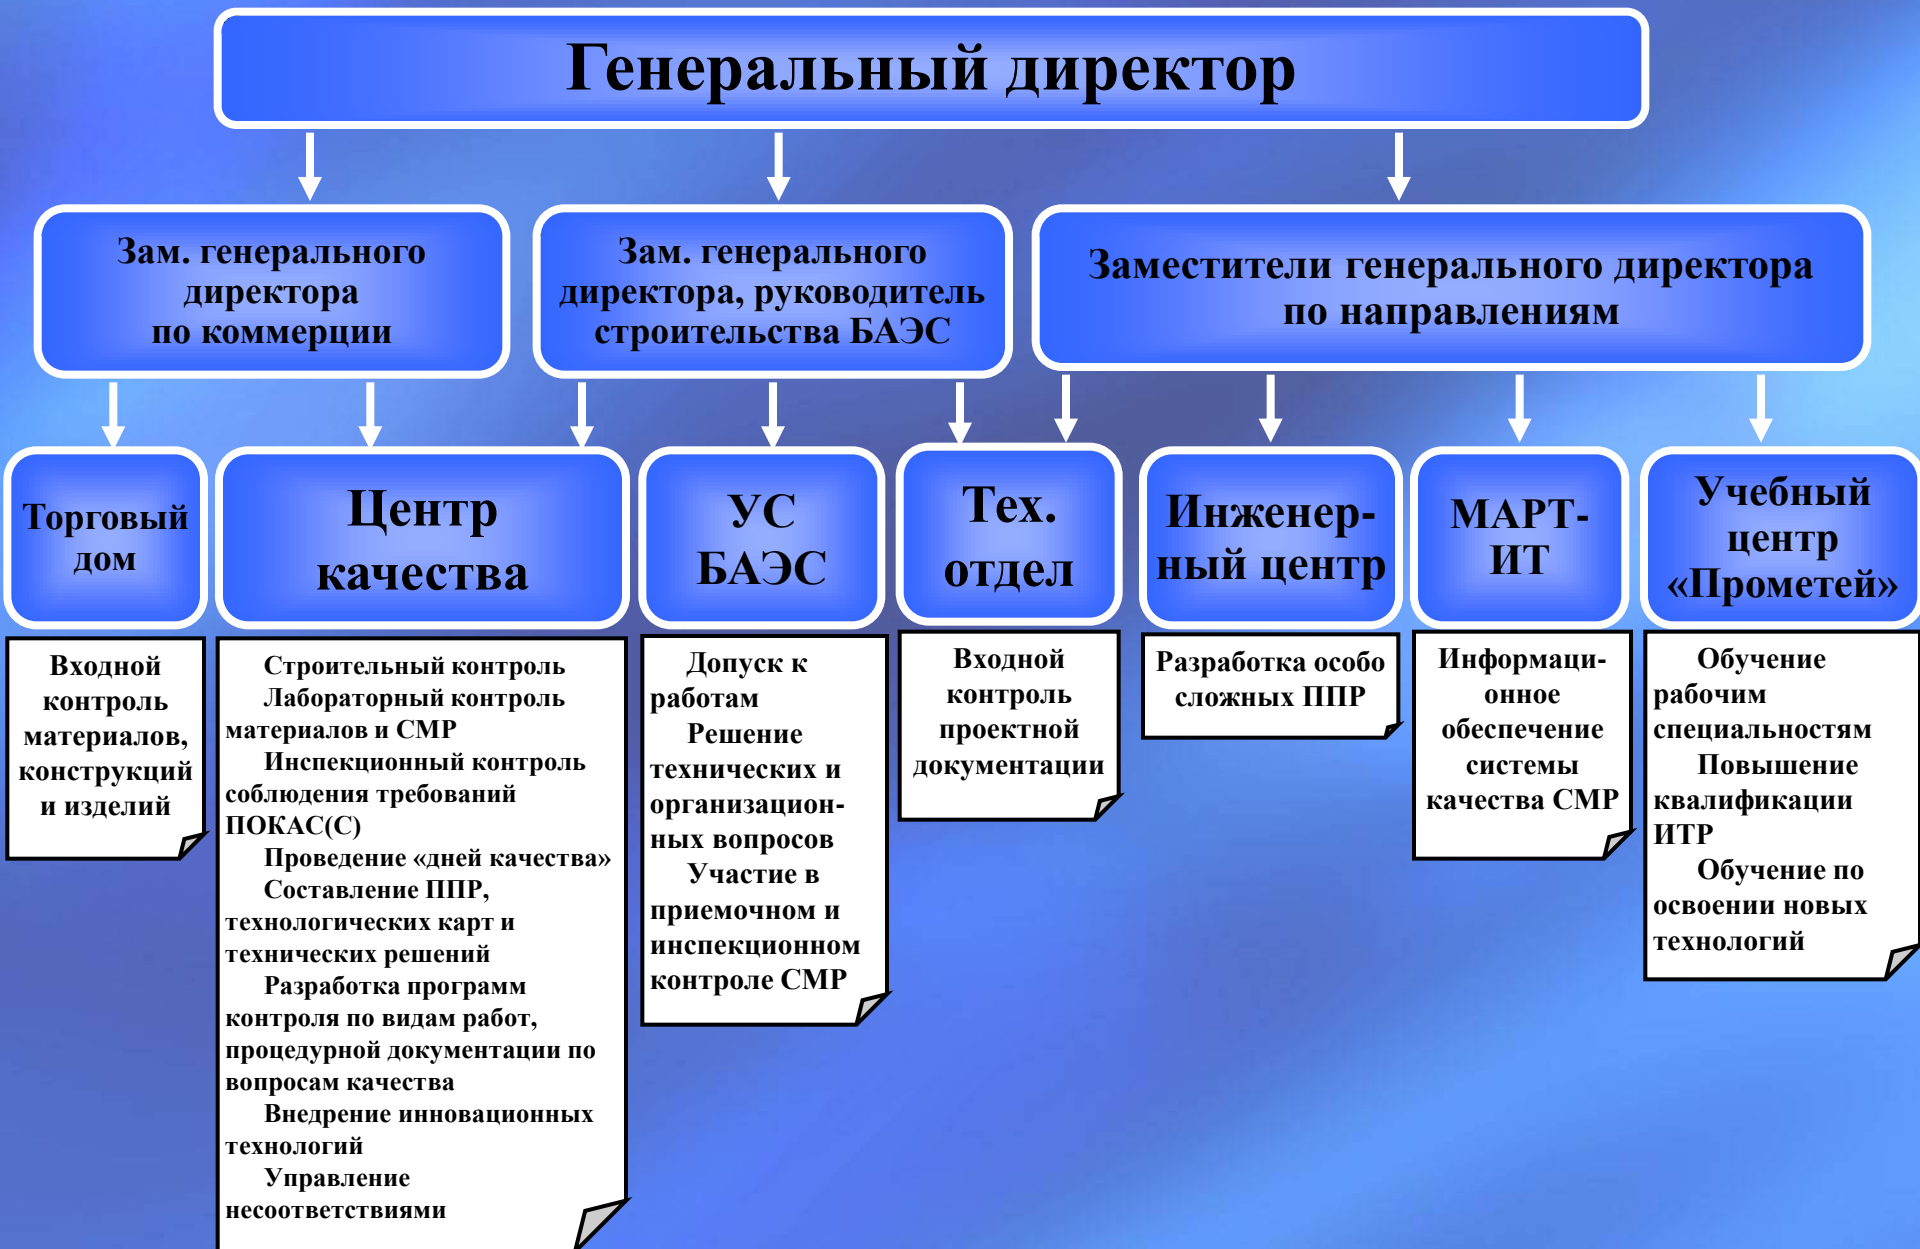 Генеральный директор
Зам. генерального
директора
по коммерции
Зам. генерального
директора, руководитель
строительства БАЭС
Заместители генерального директора
по направлениям
Торговый
дом
Центр
качества
УС
БАЭС
Тех.
отдел
Инженер-
ный центр
МАРТ-
ИТ
Учебный
центр
«Прометей»
Входной
контроль
материалов,
конструкций
и изделий
Строительный контроль
Лабораторный контроль
материалов и СМР
Инспекционный контроль
соблюдения требований
ПОКАС(С)
Проведение «дней качества»
Составление ППР,
технологических карт и
технических решений
Разработка программ
контроля по видам работ,
процедурной документации по
вопросам качества
Внедрение инновационных
технологий
Управление
несоответствиями
Допуск к
работам
Решение
технических и
организацион-
ных вопросов
Участие в
приемочном и
инспекционном
контроле СМР
Входной
контроль
проектной
документации
Разработка особо
сложных ППР
Информаци-
онное
обеспечение
системы
качества СМР
Обучение
рабочим
специальностям
Повышение
квалификации
ИТР
Обучение по
освоении новых
технологий